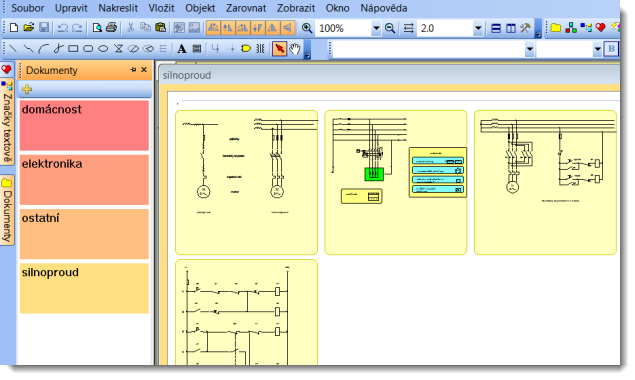 Soubor Upravit Nakreslit Vložit Objekt Zarovnat Zobrazit Okno Nápověda
100% 2.0
A B
Dokumenty
silnoproud
Značky textově
Dokumenty
domácnost
elektronika
ostatní
silnoproud